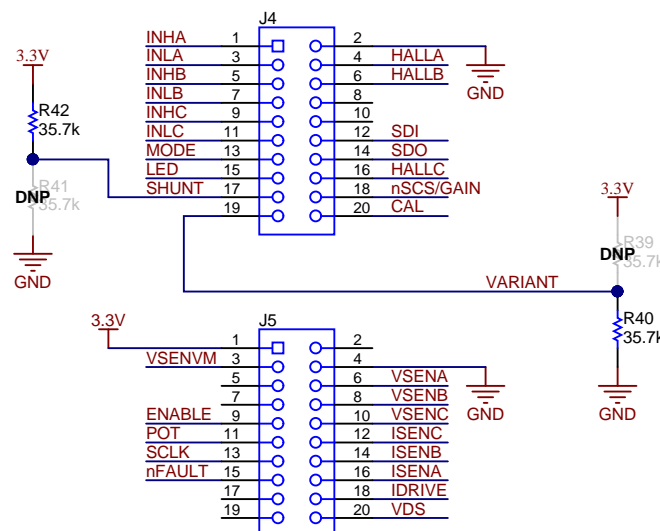 J4
INHA 1 2
INLA 3 4 HALLA
INHB 5 6 HALLB
INLB 7 8
INHC 9 10
INLC 11 12 SDI
MODE 13 14 SDO
LED 15 16 HALLC
SHUNT 17 18 nSCS/GAIN
19 20 CAL
GND
3.3V
R42
35.7k
R41
DNP
35.7k
GND
3.3V
R39
DNP
35.7k
VARIANT
R40
35.7k
GND
J5
3.3V
1 2
VSENVM 3 4
5 6 VSENA
7 8 VSENB
ENABLE 9 10 VSENC
POT 11 12 ISENC
SCLK 13 14 ISENB
nFAULT 15 16 ISENA
17 18 IDRIVE
19 20 VDS
GND